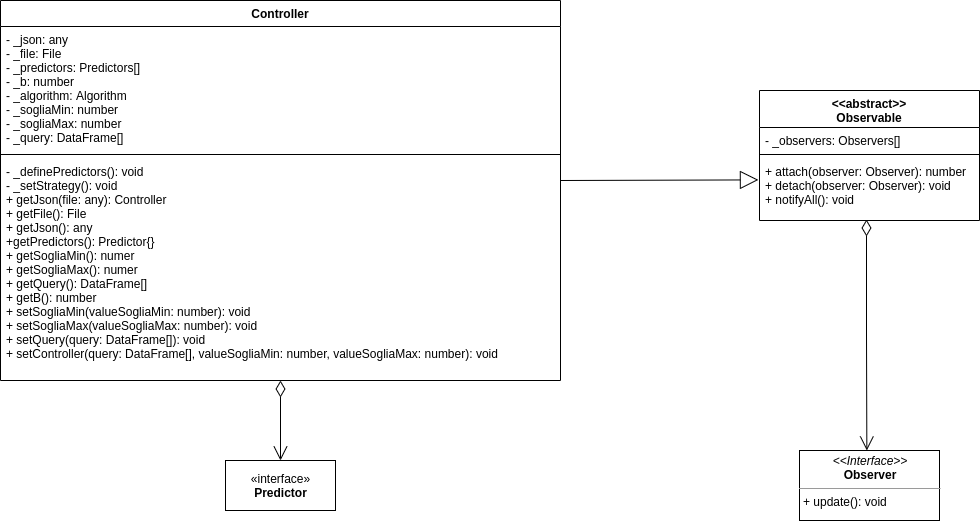 Controller
- _json: any
- _file: File
- _predictors: Predictors[]
- _b: number
- _algorithm: Algorithm
- _sogliaMin: number
- _sogliaMax: number
- _query: DataFrame[]
- _definePredictors(): void
- _setStrategy(): void
+ getJson(file: any): Controller
+ getFile(): File
+ getJson(): any
+getPredictors(): Predictor{}
+ getSogliaMin(): numer
+ getSogliaMax(): numer
+ getQuery(): DataFrame[]
+ getB(): number
+ setSogliaMin(valueSogliaMin: number): void
+ setSogliaMax(valueSogliaMax: number): void
+ setQuery(query: DataFrame[]): void
+ setController(query: DataFrame[], valueSogliaMin: number, valueSogliaMax: number): void
<<abstract>>
Observable
- _observers: Observers[]
+ attach(observer: Observer): number
+ detach(observer: Observer): void
+ notifyAll(): void
«interface»
Predictor
<<Interface>>
Observer
+ update(): void